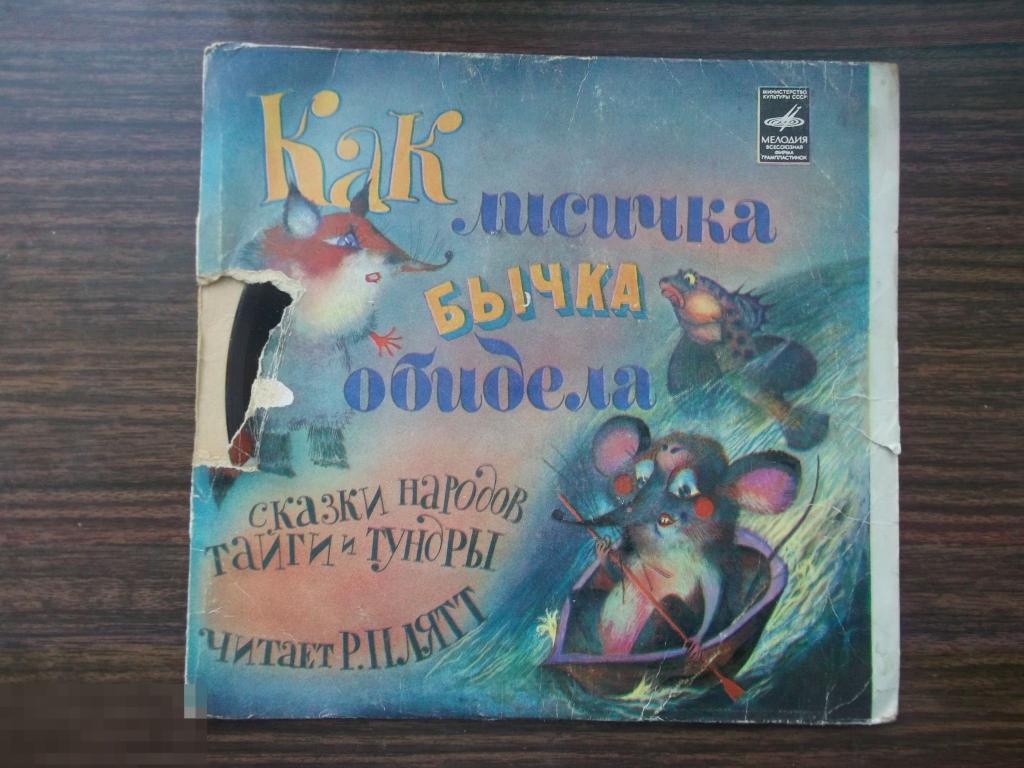 Как
лисичка
БЫЧКА
обидела
сказки народов
тайги и тундры
Читает Р.ПЛЯТТ
МИНИСТЕРСТВО
КУЛЬТУРЫ СССР
МЕЛОДИЯ
ВСЕСОЮЗНАЯ
ФИРМА
ГРАМПЛАСТИНОК